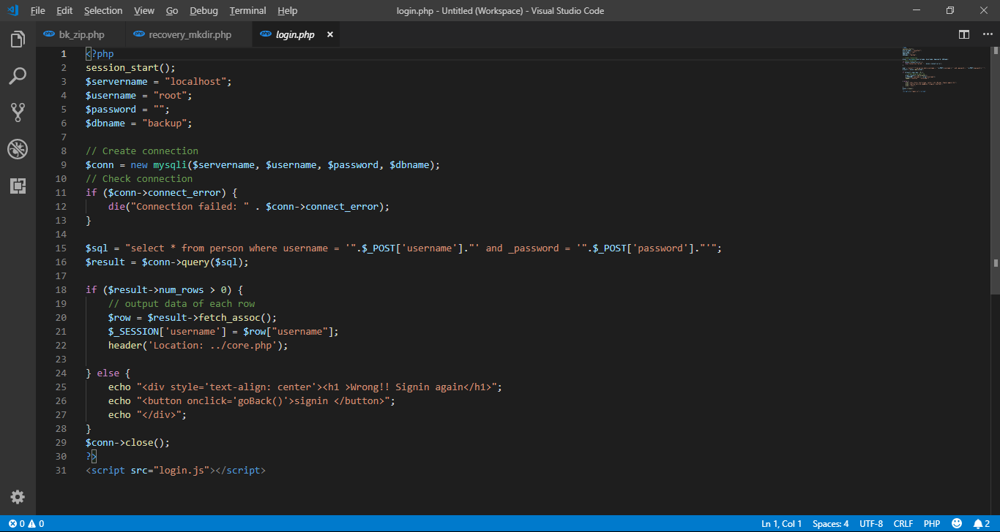 File Edit Selection View Go Debug Terminal Help login.php - Untitled (Workspace) - Visual Studio Code
bk_zip.php recovery_mkdir.php login.php
1 <?php
2 session_start();
3 $servername = "localhost";
4 $username = "root";
5 $password = "";
6 $dbname = "backup";
7
8 // Create connection
9 $conn = new mysqli($servername, $username, $password, $dbname);
10 // Check connection
11 if ($conn->connect_error) {
12     die("Connection failed: " . $conn->connect_error);
13 }
14
15 $sql = "select * from person where username = '".$_POST['username']."' and _password = '".$_POST['password']."'";
16 $result = $conn->query($sql);
17
18 if ($result->num_rows > 0) {
19     // output data of each row
20     $row = $result->fetch_assoc();
21     $_SESSION['username'] = $row["username"];
22     header('Location: ../core.php');
23
24 } else {
25     echo "<div style='text-align: center'><h1 >Wrong!! Signin again</h1>";
26     echo "<button onclick='goBack()'>signin </button>";
27     echo "</div>";
28 }
29 $conn->close();
30 ?>
31 <script src="login.js"></script>
0 0 Ln 1, Col 1 Spaces: 4 UTF-8 CRLF PHP 2